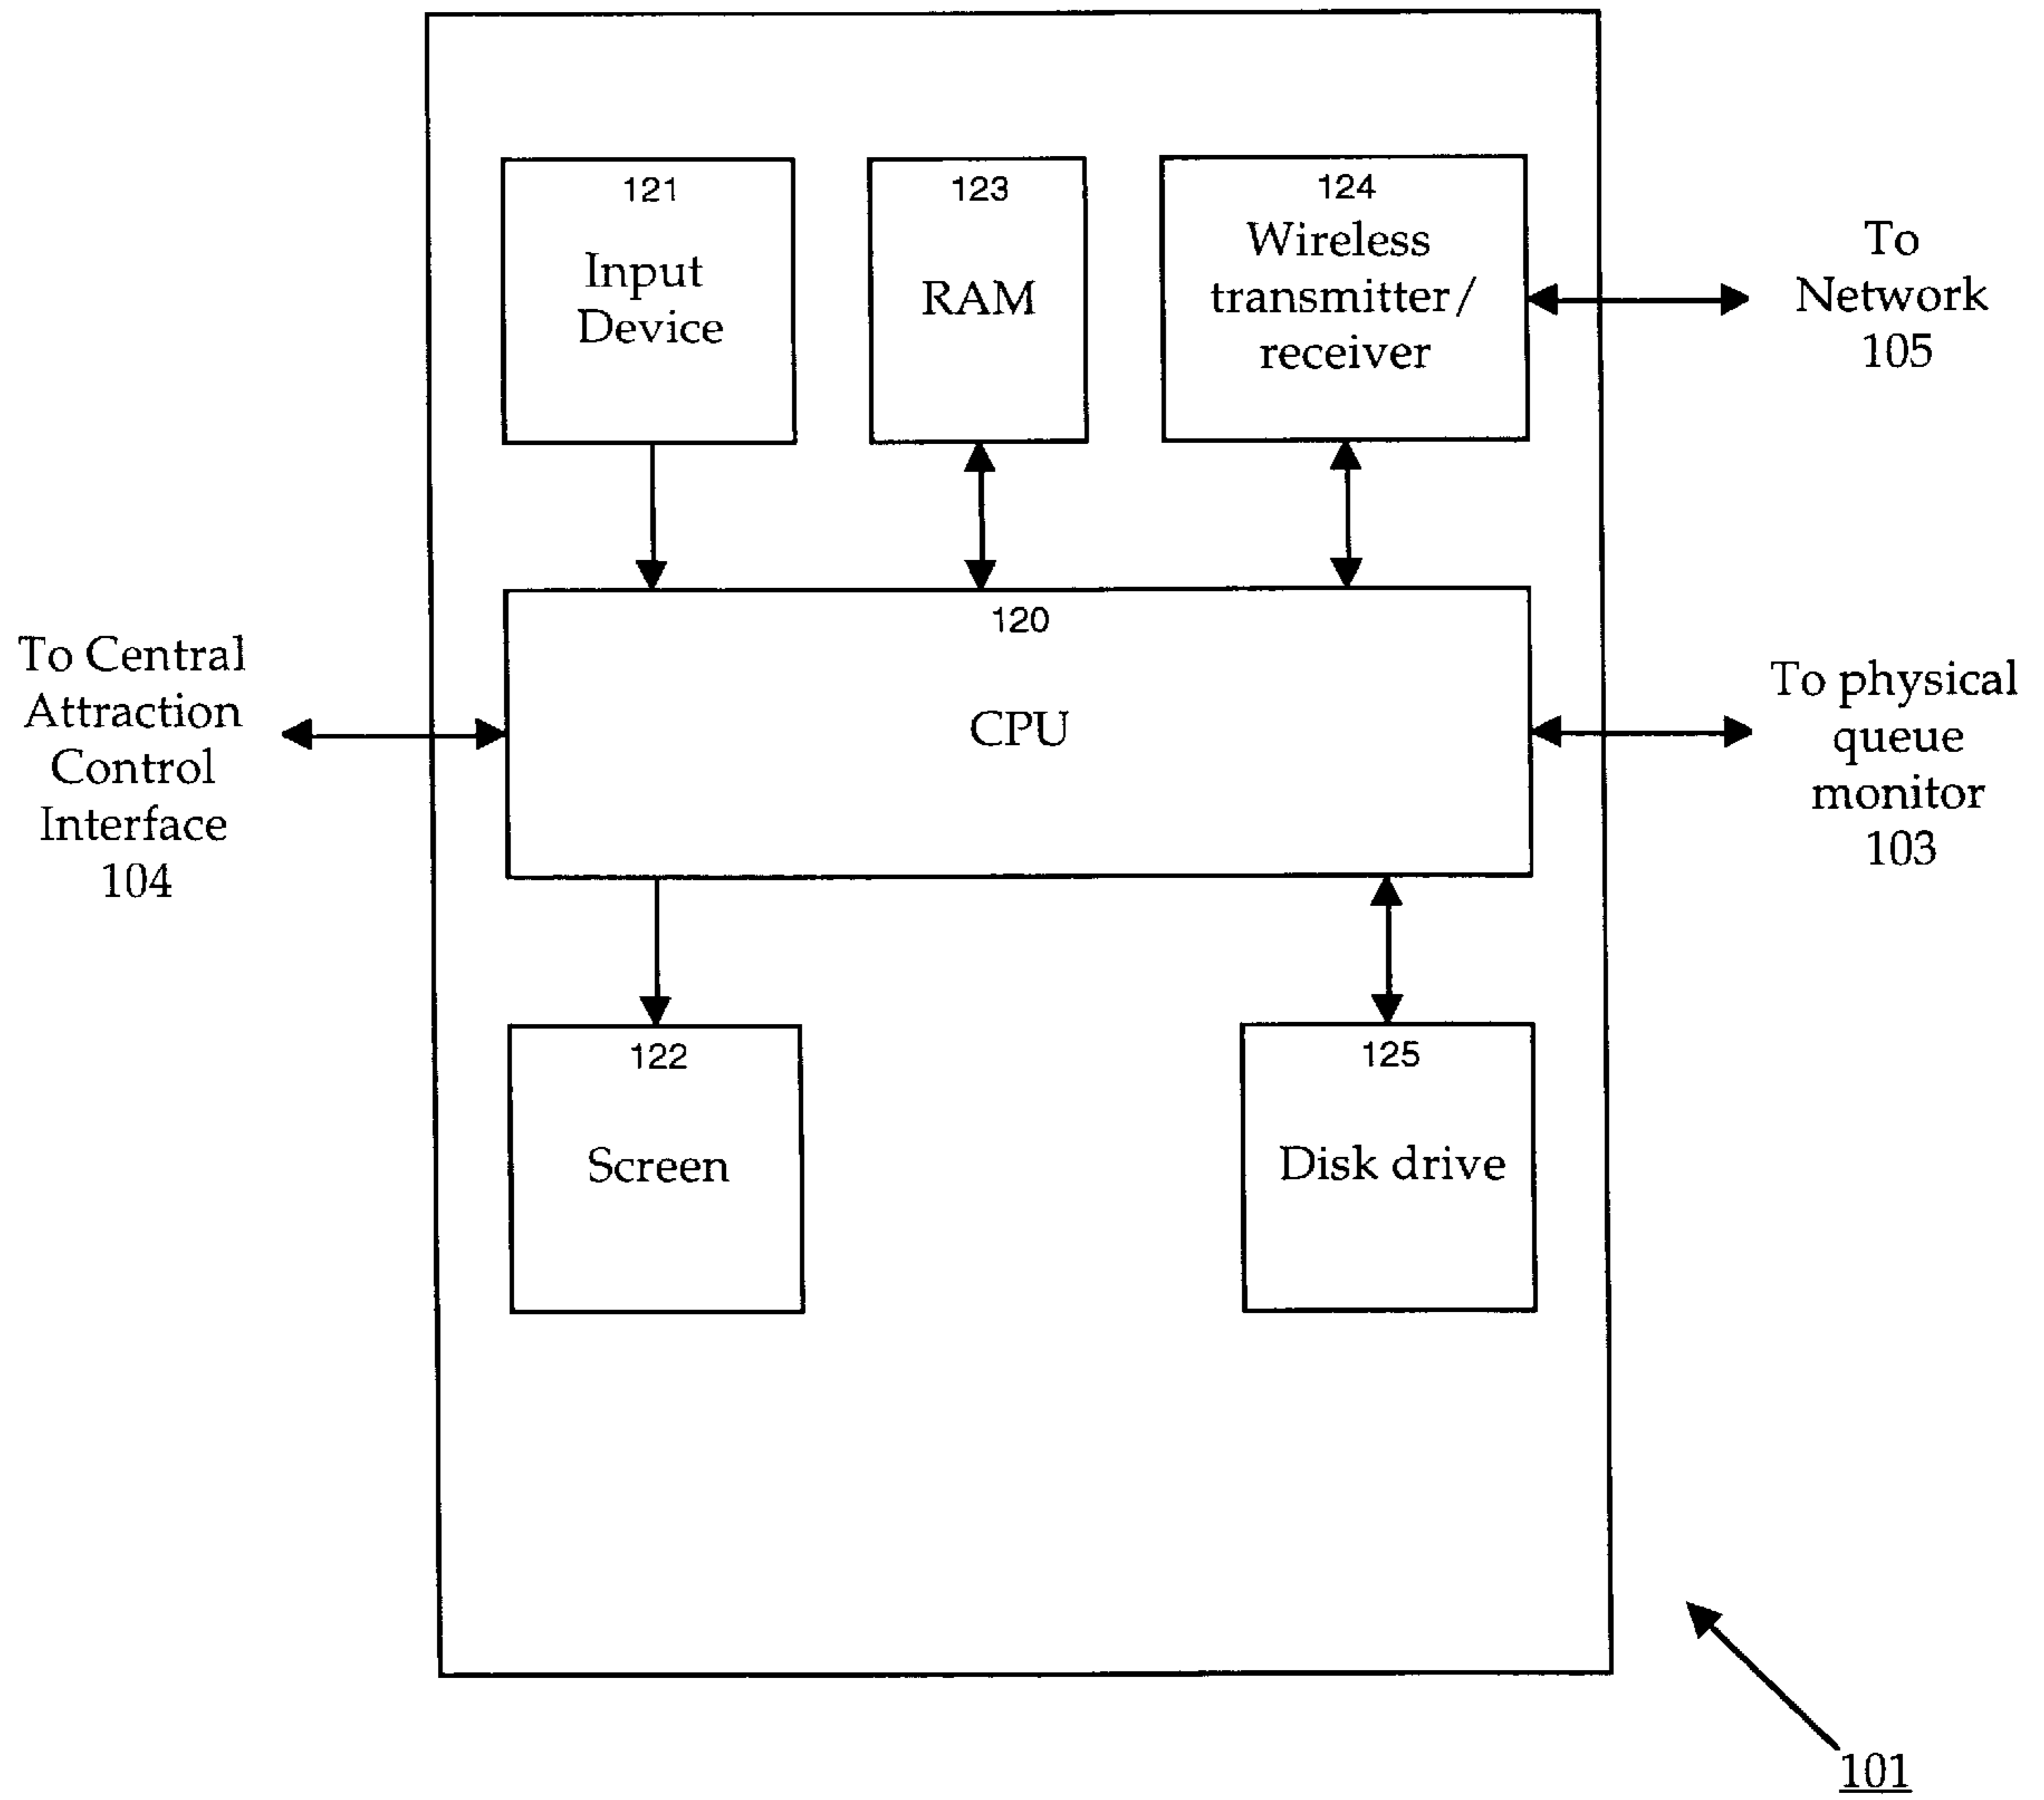 121
Input
Device
123
RAM
124
Wireless
transmitter/
receiver
To
Network
105
120
CPU
To Central
Attraction
Control
Interface
104
To physical
queue
monitor
103
122
Screen
125
Disk drive
101